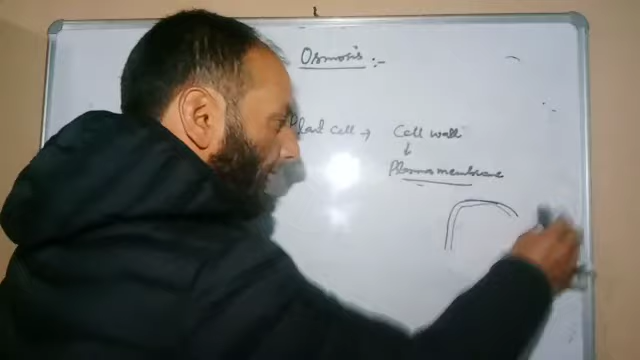 Osmosis :-
Plant cell → Cell wall
↓
Plasma membrane